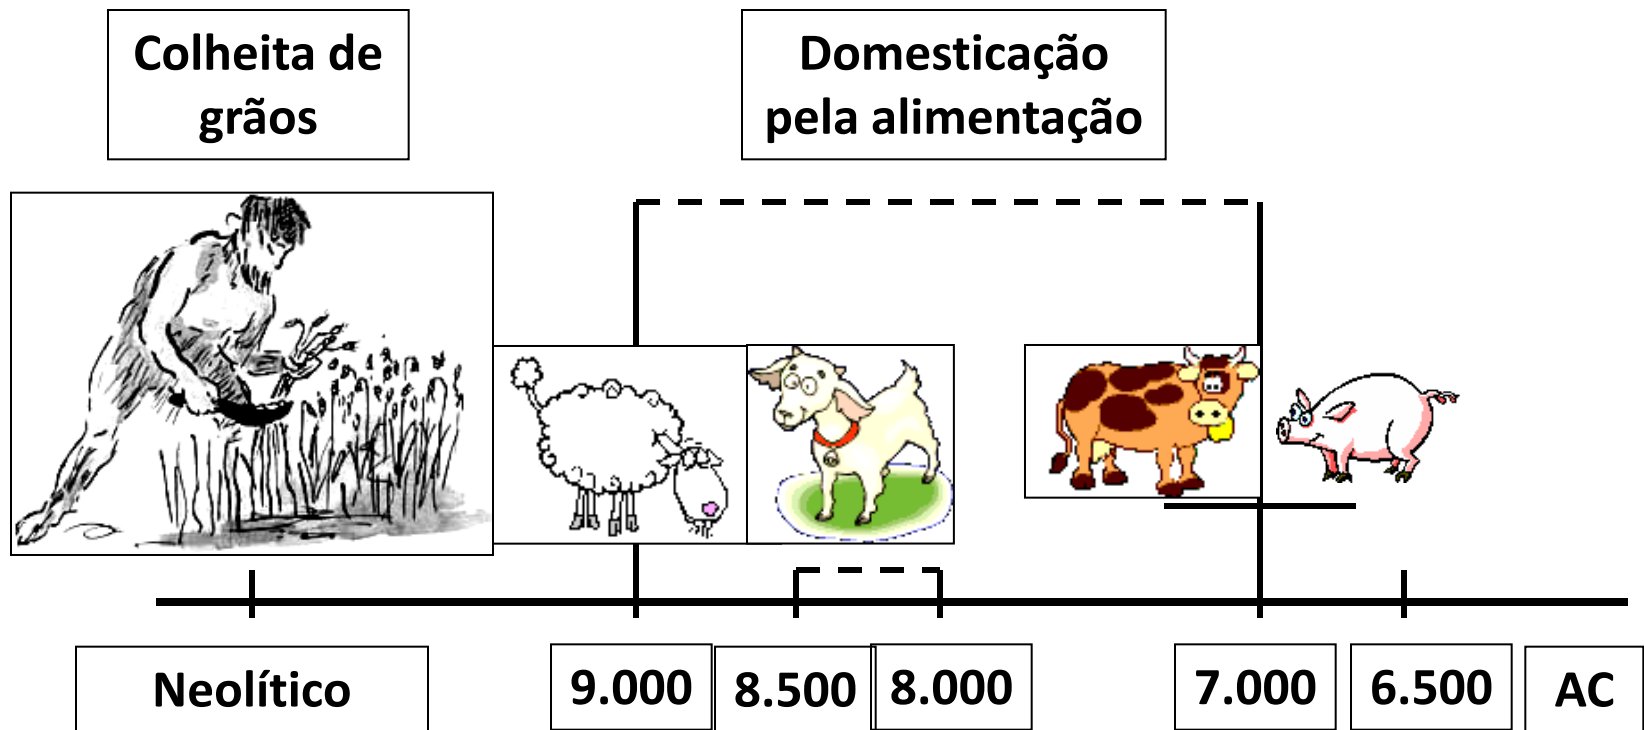 Colheita de
grãos
Domesticação
pela alimentação
Neolítico
9.000
8.500
8.000
7.000
6.500
AC